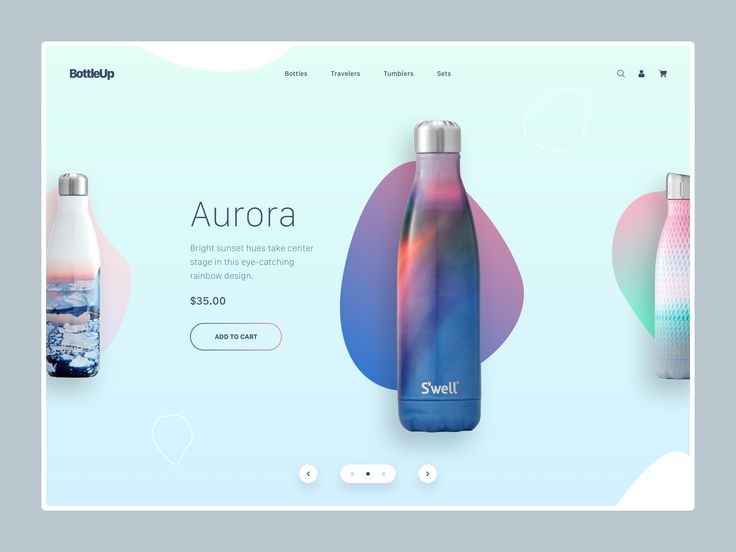 BottleUp
Bottles
Travelers
Tumblers
Sets
Aurora
Bright sunset hues take center
stage in this eye-catching
rainbow design.
$35.00
ADD TO CART
S'well